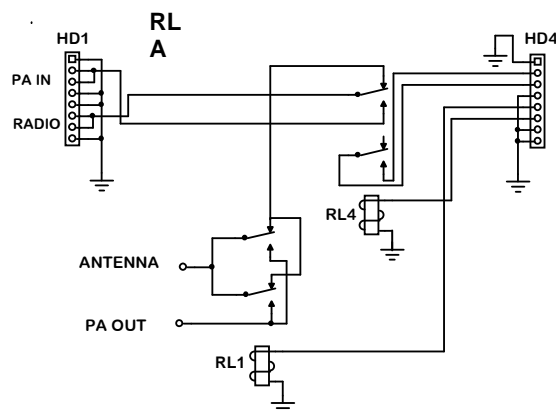 RL
A
HD1
HD4
PA IN
RADIO
RL4
ANTENNA
PA OUT
RL1